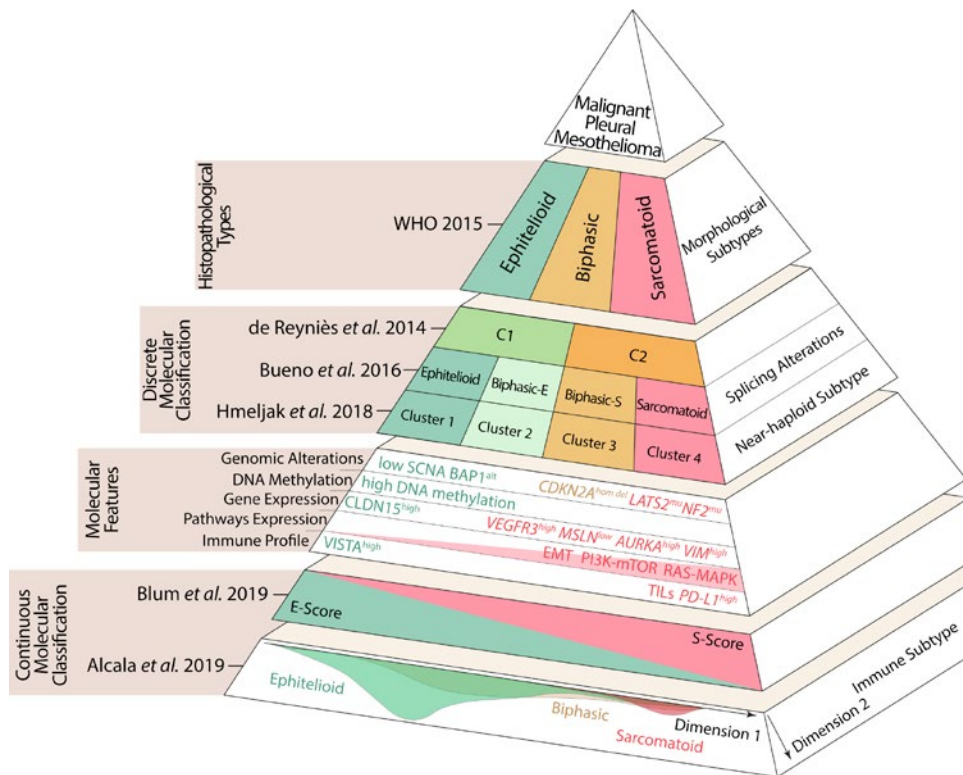 Malignant
Pleural
Mesothelioma
Histopathological
Types
WHO 2015
Ephitelioid
Biphasic
Sarcomatoid
Morphological
Subtypes
Discrete
Molecular
Classification
de Reyniès et al. 2014
C1
C2
Bueno et al. 2016
Ephitelioid
Biphasic-E
Biphasic-S
Sarcomatoid
Hmeljak et al. 2018
Cluster 1
Cluster 2
Cluster 3
Cluster 4
Splicing Alterations
Near-haploid Subtype
Molecular
Features
Genomic Alterations
low SCNA BAP1alt
CDKN2Ahom del LATS2mu NF2mu
DNA Methylation
high DNA methylation
Gene Expression
CLDN15high
VEGFR3high MSLNlow AURKAhigh VIMhigh
Pathways Expression
EMT PI3K-mTOR RAS-MAPK
Immune Profile
VISTAhigh
TILs PD-L1high
Continuous
Molecular
Classification
Blum et al. 2019
E-Score
S-Score
Alcala et al. 2019
Ephitelioid
Biphasic
Sarcomatoid
Dimension 1
Immune Subtype
Dimension 2